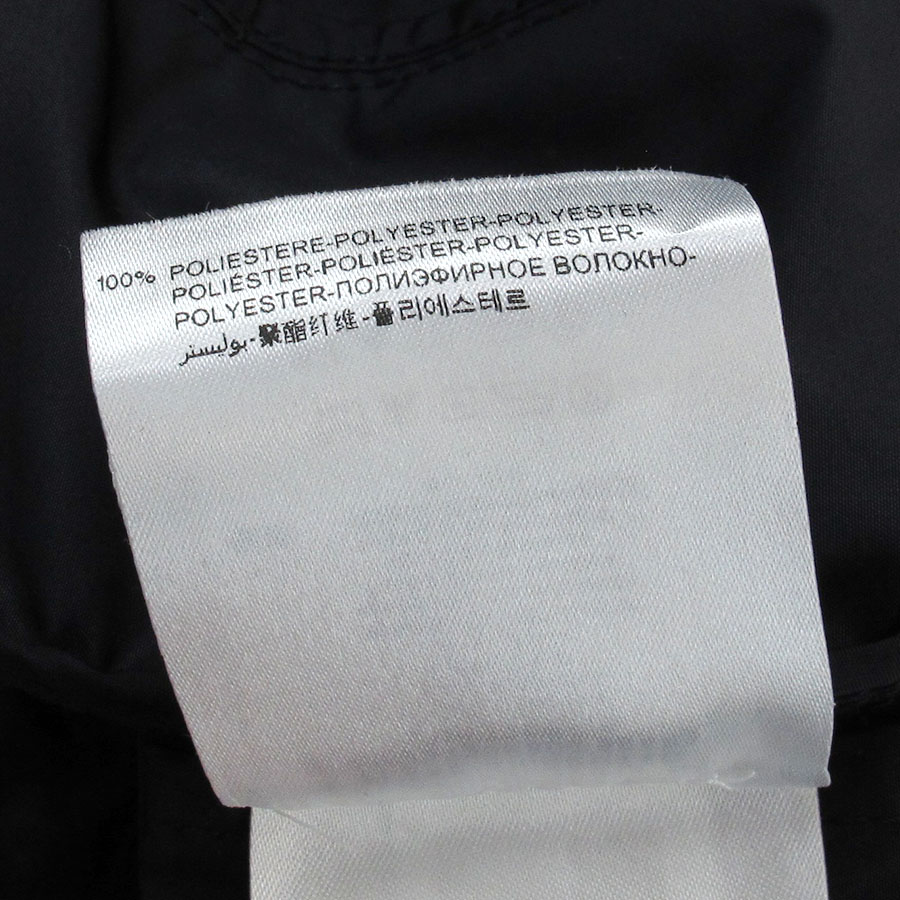 100% POLIESTERE-POLYESTER-POLYESTER-
POLIÉSTER-POLIÉSTER-POLYESTER-
POLYESTER-ПОЛИЭФИРНОЕ ВОЛОКНО-
بوليستر-聚酯纤维-폴리에스테르